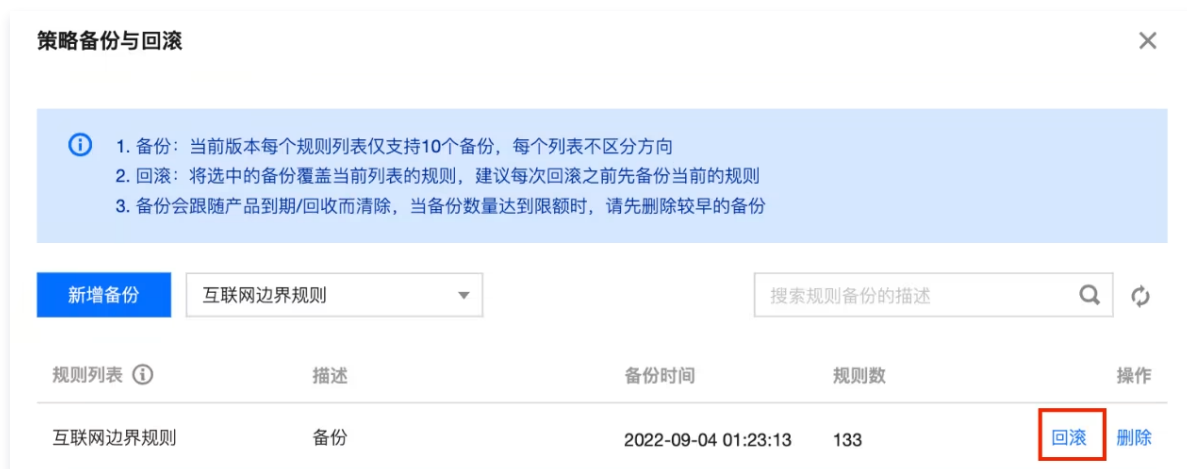 策略备份与回滚
1. 备份：当前版本每个规则列表仅支持10个备份，每个列表不区分方向
2. 回滚：将选中的备份覆盖当前列表的规则，建议每次回滚之前先备份当前的规则
3. 备份会跟随产品到期/回收而清除，当备份数量达到限额时，请先删除较早的备份
新增备份 互联网边界规则 搜索规则备份的描述
规则列表 描述 备份时间 规则数 操作
互联网边界规则 备份 2022-09-04 01:23:13 133 回滚 删除